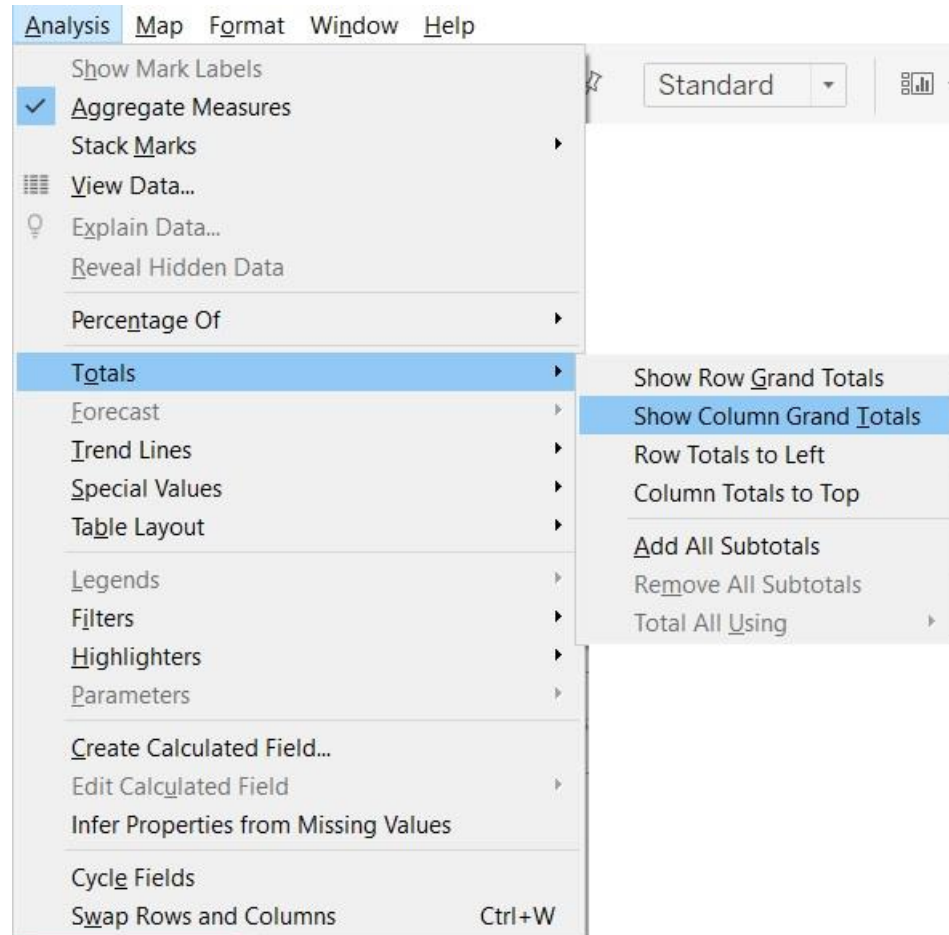 Analysis Map Format Window Help
Standard
Show Mark Labels
Aggregate Measures
Stack Marks
View Data...
Explain Data...
Reveal Hidden Data
Percentage Of
Totals
Forecast
Trend Lines
Special Values
Table Layout
Legends
Filters
Highlighters
Parameters
Create Calculated Field...
Edit Calculated Field
Infer Properties from Missing Values
Cycle Fields
Swap Rows and Columns Ctrl+W
Show Row Grand Totals
Show Column Grand Totals
Row Totals to Left
Column Totals to Top
Add All Subtotals
Remove All Subtotals
Total All Using